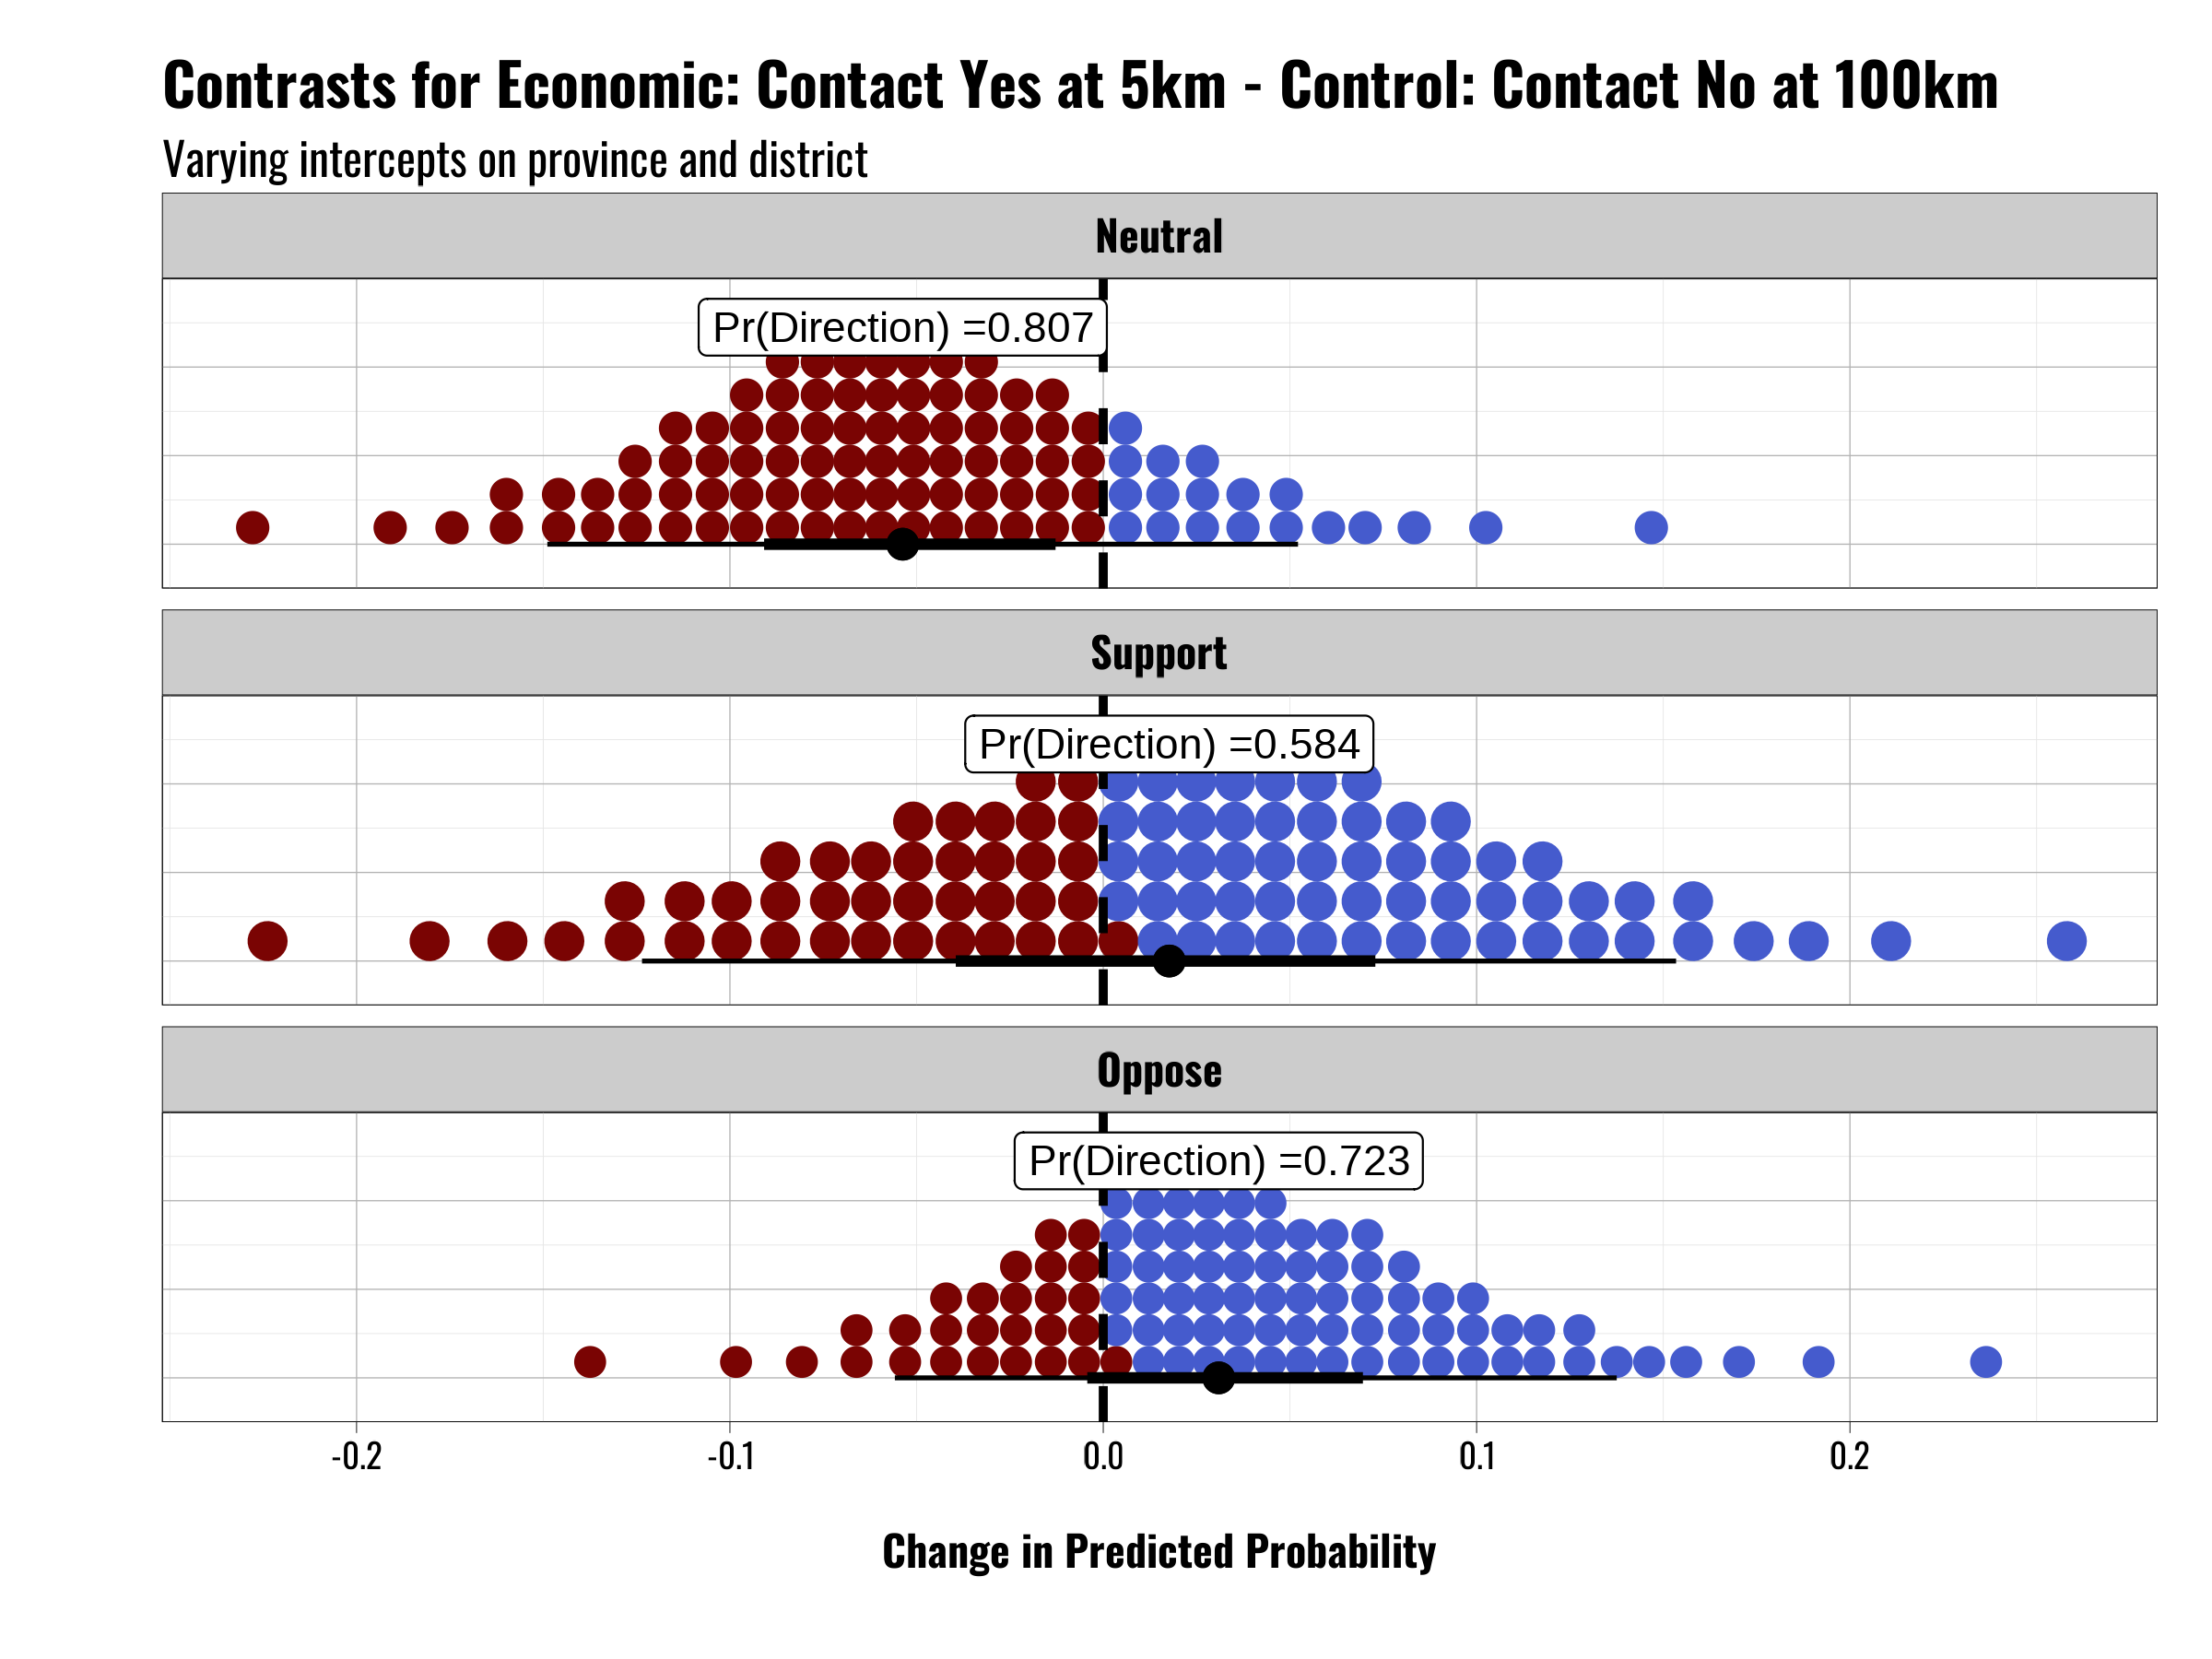 Contrasts for Economic: Contact Yes at 5km - Control: Contact No at 100km
Varying intercepts on province and district
Neutral
Pr(Direction) =0.807
Support
Pr(Direction) =0.584
Oppose
Pr(Direction) =0.723
-0.2 -0.1 0.0 0.1 0.2
Change in Predicted Probability